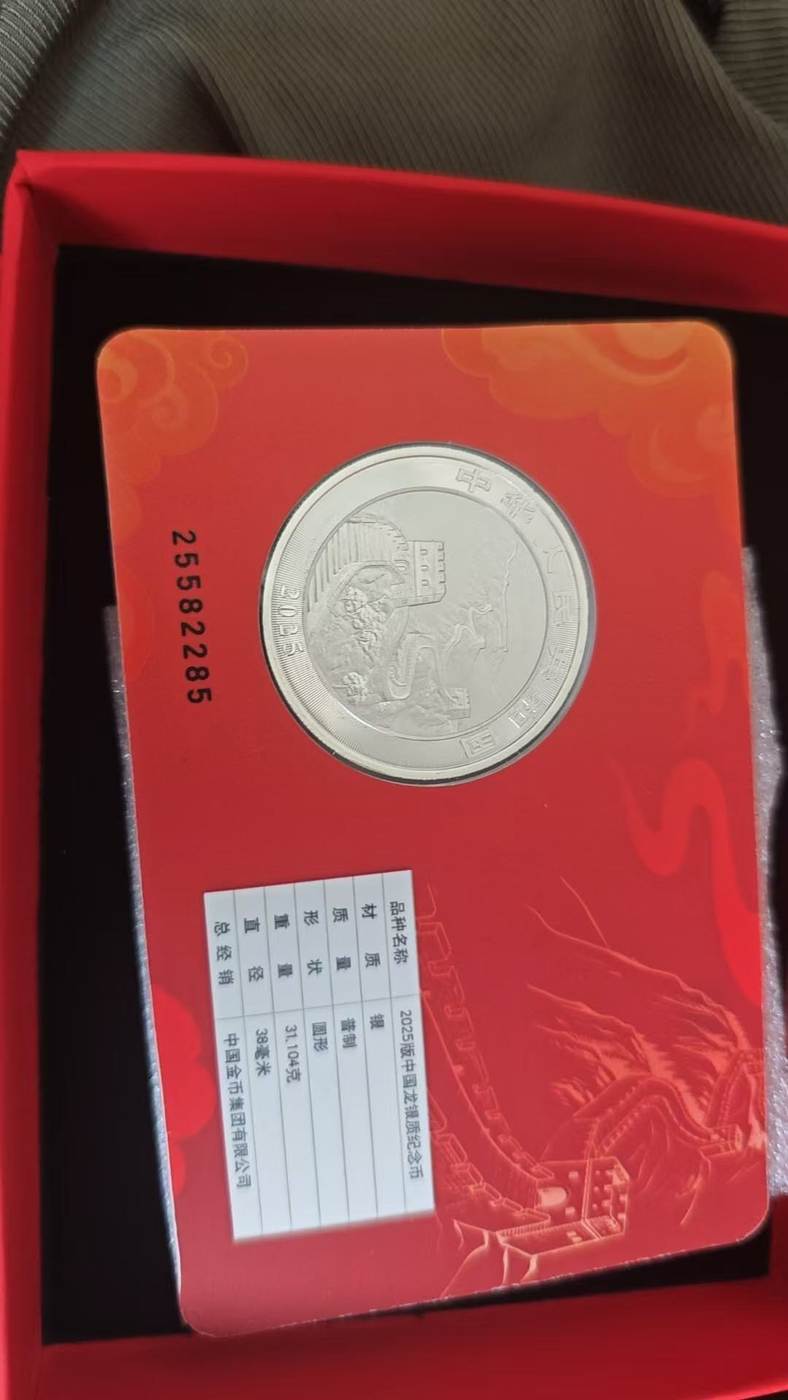 中华人民共和国
2025
25582285
品种名称 2025版中国龙银质纪念币
材质 银
质量 普制
形状 圆形
重量 31.104克
直径 38毫米
总经销 中国金币集团有限公司